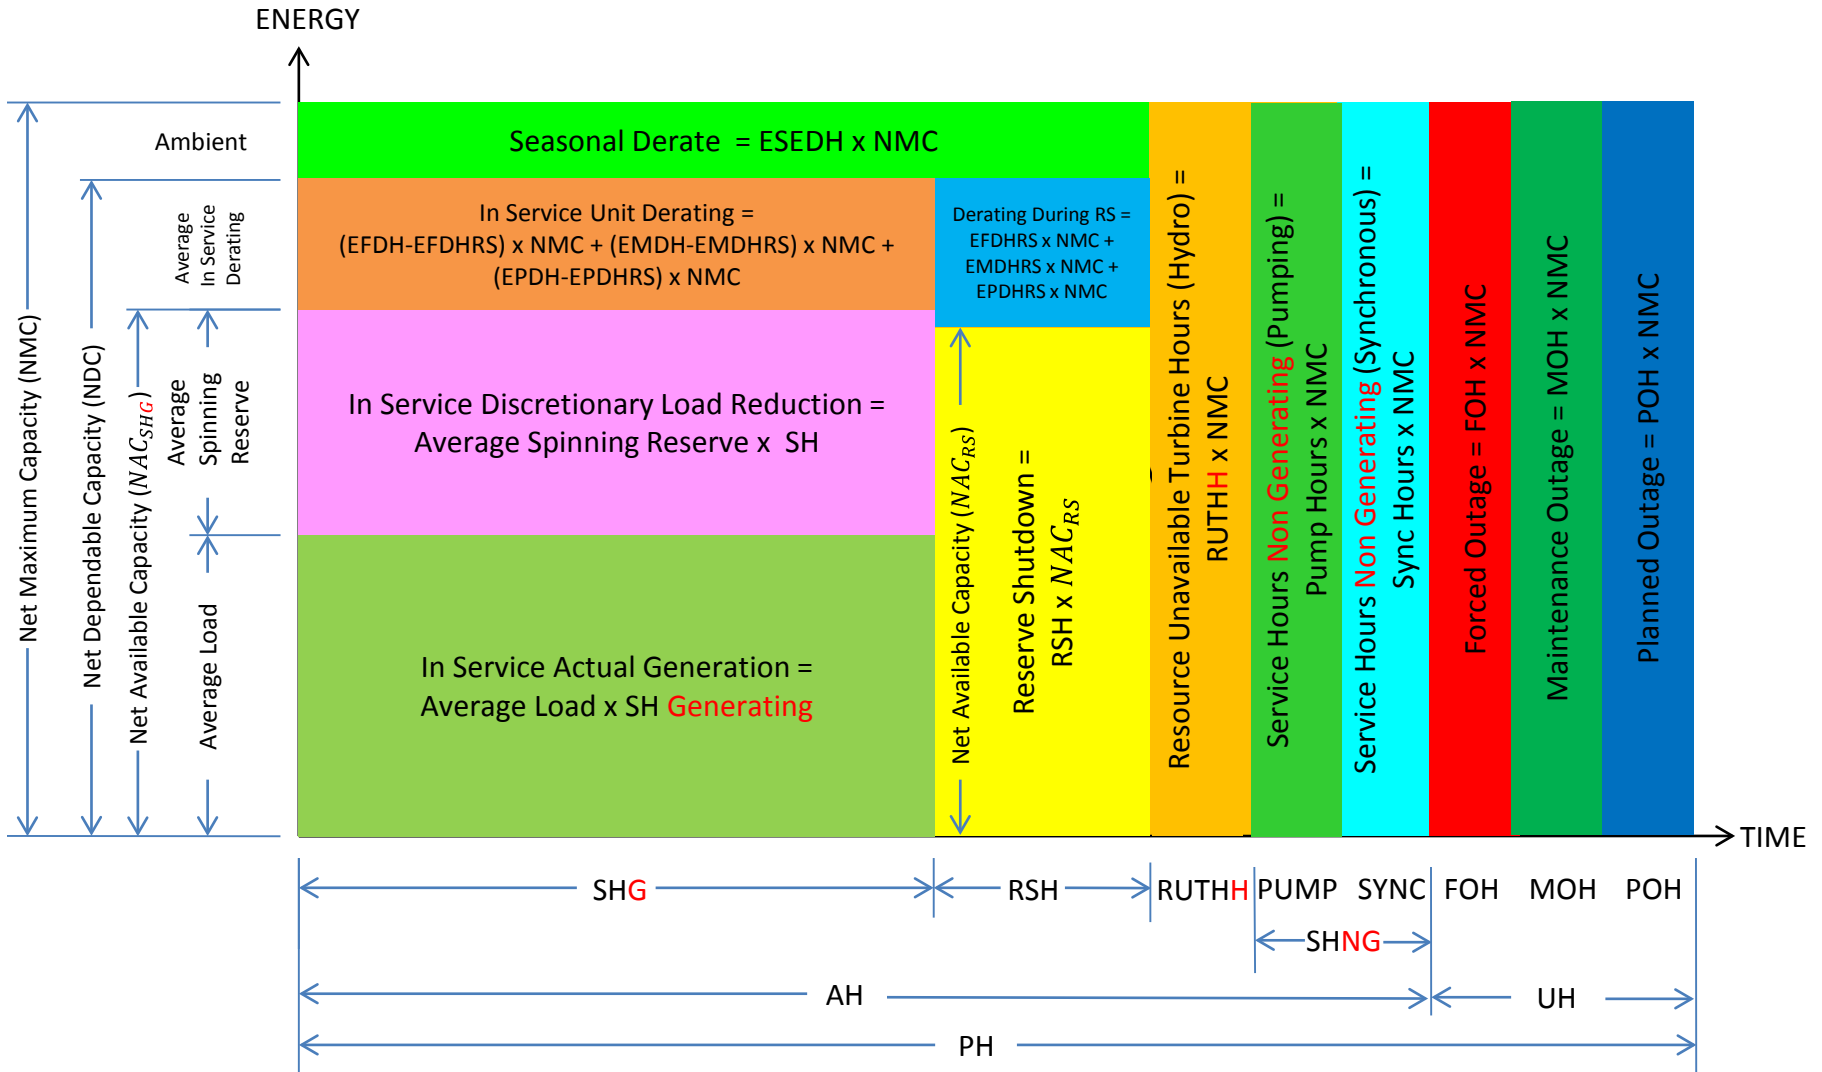 ENERGY
Ambient
Seasonal Derate = ESEDH x NMC
Net Maximum Capacity (NMC)
Net Dependable Capacity (NDC)
Net Available Capacity (NAC_SHG)
Average
In Service
Derating
Average
Spinning
Reserve
Average Load
In Service Unit Derating =
(EFDH-EFDHRS) x NMC + (EMDH-EMDHRS) x NMC +
(EPDH-EPDHRS) x NMC
Derating During RS =
EFDHRS x NMC +
EMDHRS x NMC +
EPDHRS x NMC
In Service Discretionary Load Reduction =
Average Spinning Reserve x SH
In Service Actual Generation =
Average Load x SH Generating
Net Available Capacity (NAC_RS)
Reserve Shutdown =
RSH x NAC_RS
Resource Unavailable Turbine Hours (Hydro) =
RUTHH x NMC
Service Hours Non Generating (Pumping) =
Pump Hours x NMC
Service Hours Non Generating (Synchronous) =
Sync Hours x NMC
Forced Outage = FOH x NMC
Maintenance Outage = MOH x NMC
Planned Outage = POH x NMC
TIME
SHG RSH RUTHH PUMP SYNC FOH MOH POH
SHNG
AH UH
PH